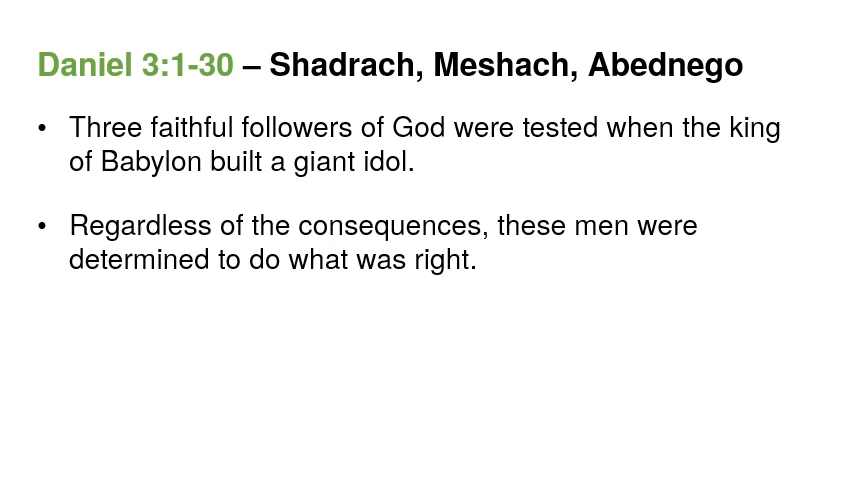 Daniel 3:1-30 – Shadrach, Meshach, Abednego
• Three faithful followers of God were tested when the king
of Babylon built a giant idol.
• Regardless of the consequences, these men were
determined to do what was right.